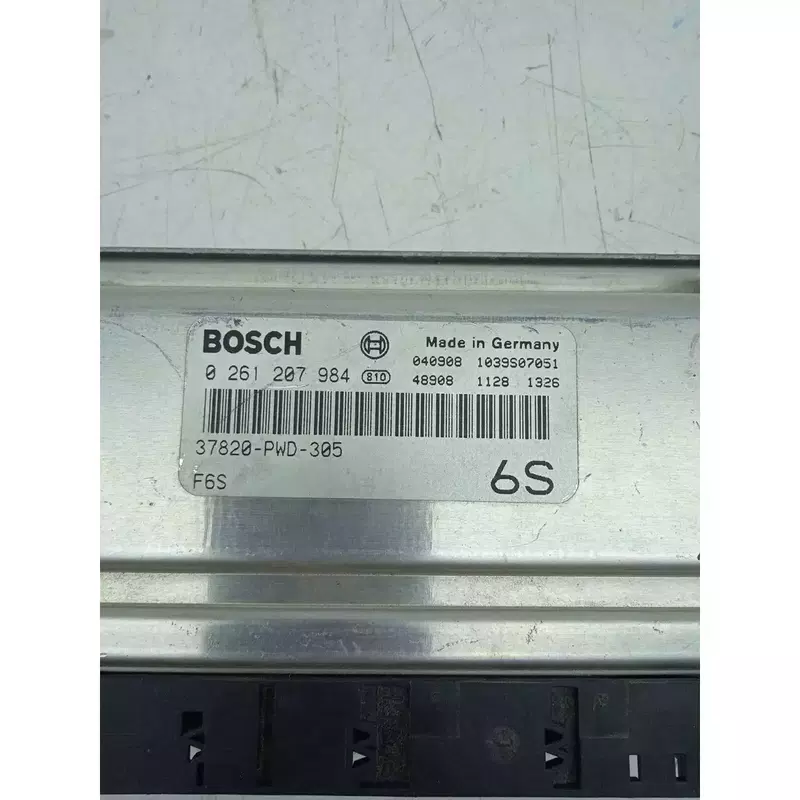 BOSCH Made in Germany
040908 1039S07051
0 261 207 984 810 48908 1128 1326
37820-PWD-305
F6S 6S